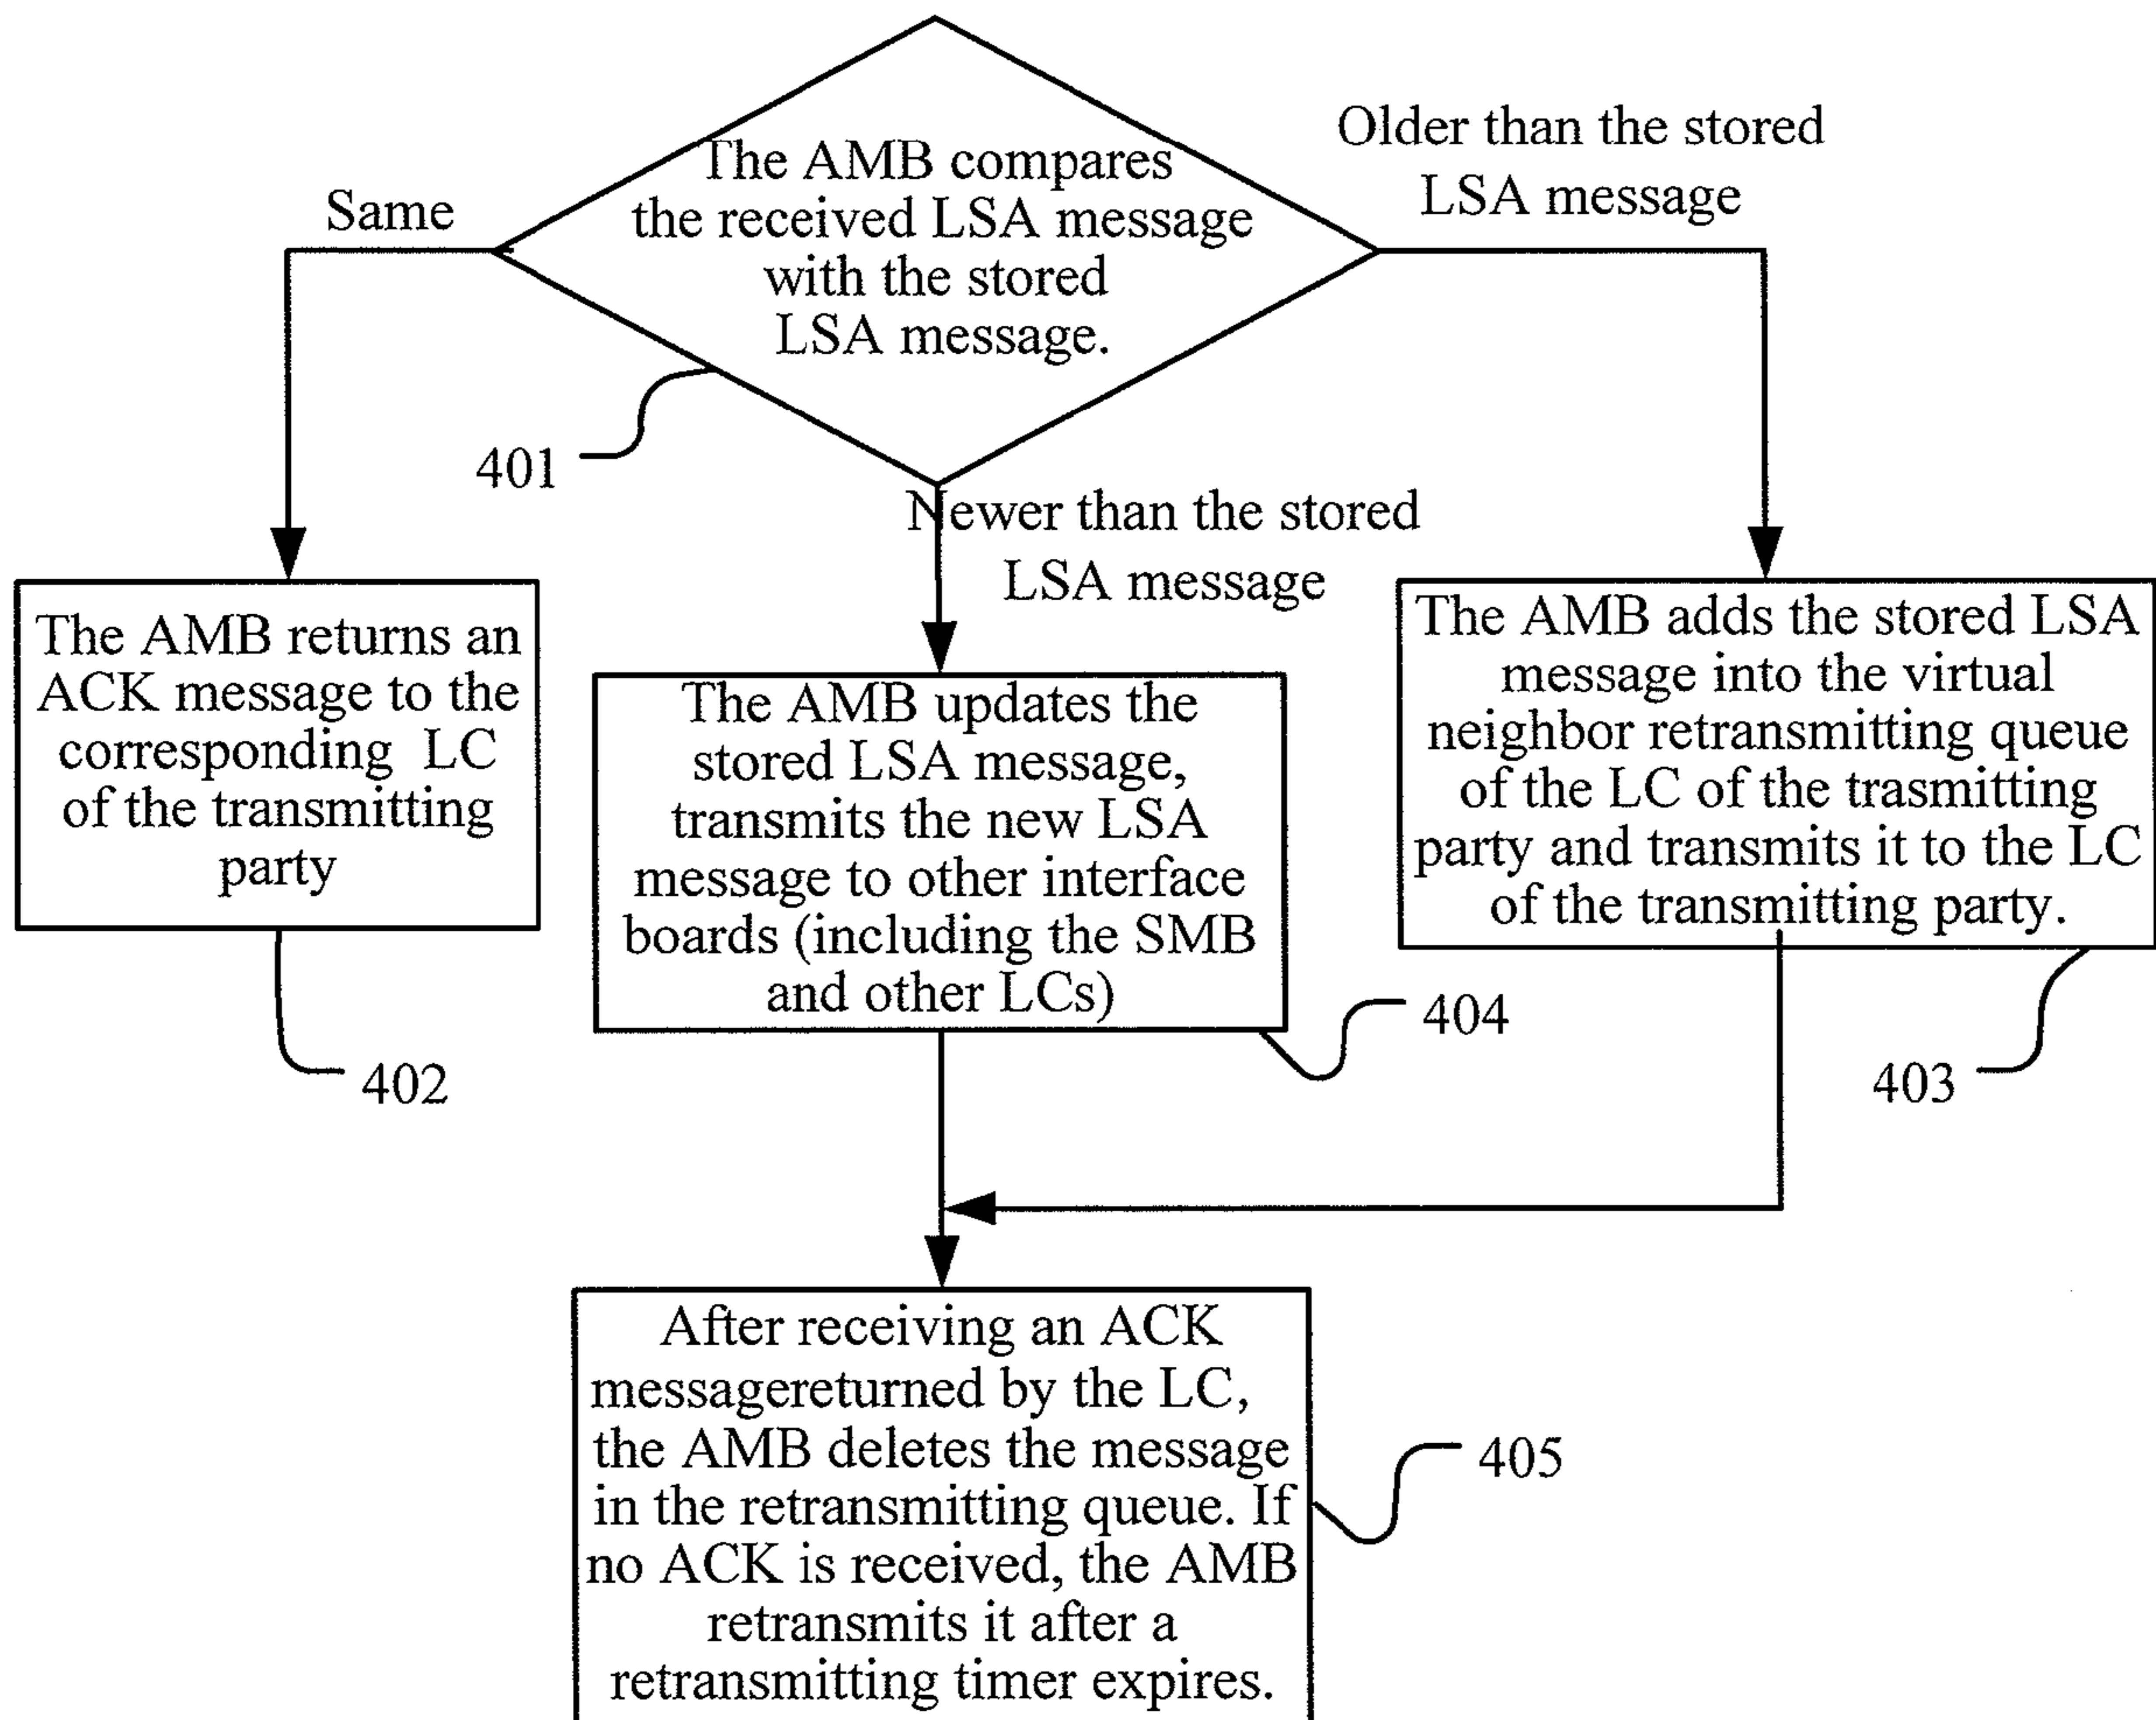 The AMB compares
the received LSA message
with the stored
LSA message.
Same
Older than the stored
LSA message
401
Newer than the stored
LSA message
The AMB returns an
ACK message to the
corresponding LC
of the transmitting
party
402
The AMB updates the
stored LSA message,
transmits the new LSA
message to other interface
boards (including the SMB
and other LCs)
404
The AMB adds the stored LSA
message into the virtual
neighbor retransmitting queue
of the LC of the trasmitting
party and transmits it to the LC
of the transmitting party.
403
After receiving an ACK
messagereturned by the LC,
the AMB deletes the message
in the retransmitting queue. If
no ACK is received, the AMB
retransmits it after a
retransmitting timer expires.
405